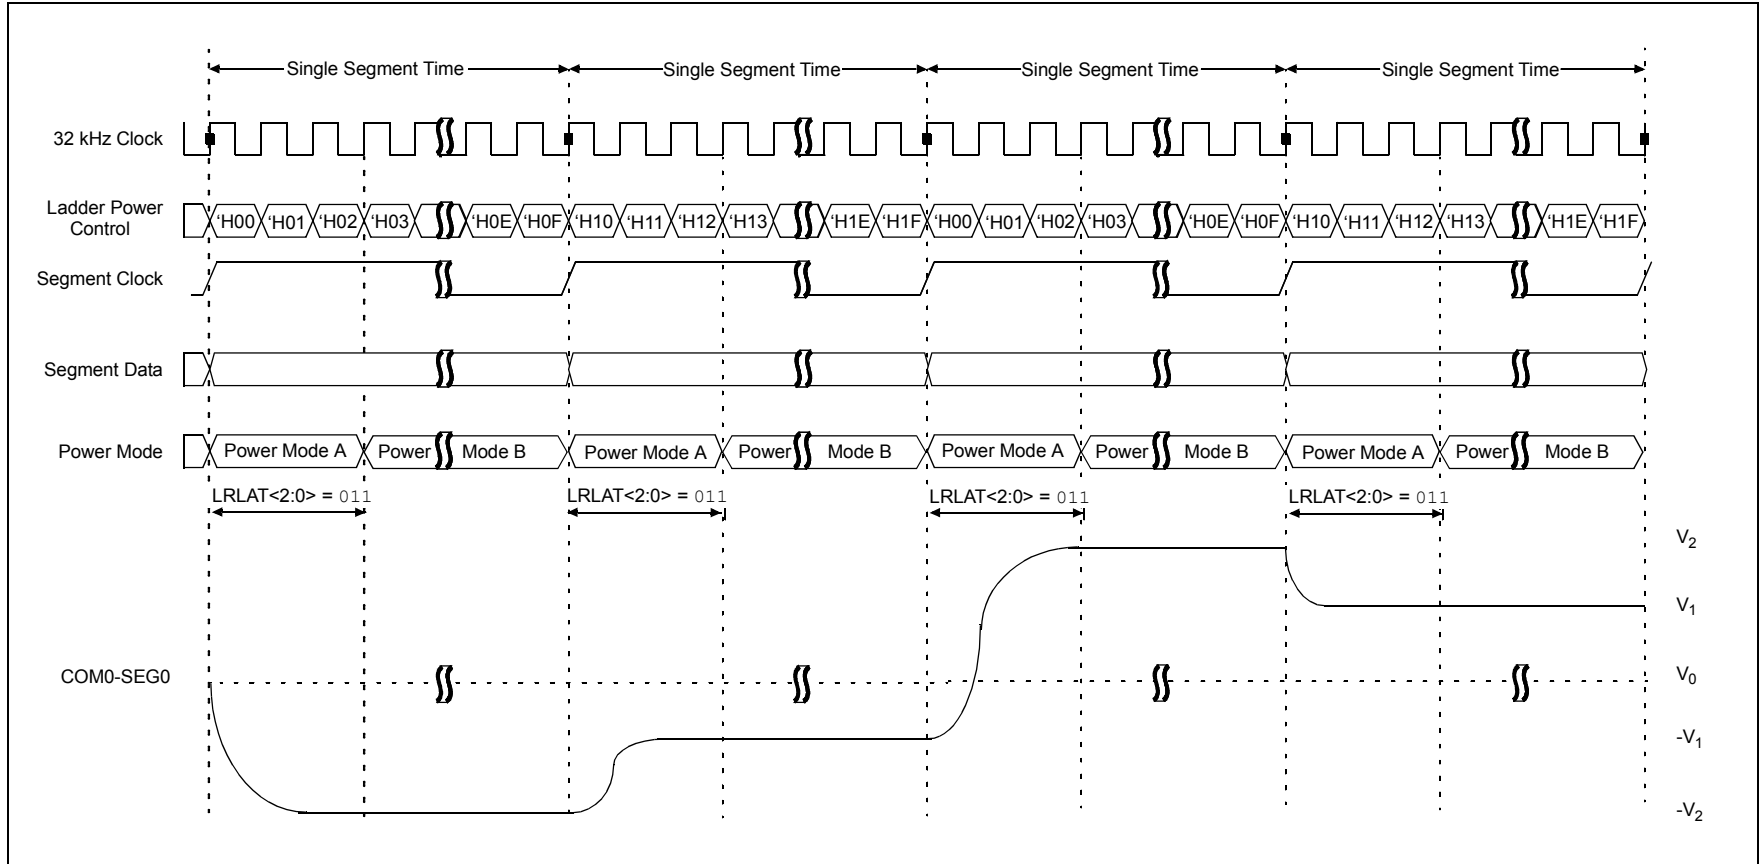 Single Segment Time Single Segment Time Single Segment Time Single Segment Time
32 kHz Clock
Ladder Power
Control
‘H00 ‘H01 ‘H02 ‘H03 ‘H0E ‘H0F ‘H10 ‘H11 ‘H12 ‘H13 ‘H1E ‘H1F ‘H00 ‘H01 ‘H02 ‘H03 ‘H0E ‘H0F ‘H10 ‘H11 ‘H12 ‘H13 ‘H1E ‘H1F
Segment Clock
Segment Data
Power Mode Power Mode A Power Mode B Power Mode A Power Mode B Power Mode A Power Mode B Power Mode A Power Mode B
LRLAT<2:0> = 011 LRLAT<2:0> = 011 LRLAT<2:0> = 011 LRLAT<2:0> = 011
V2
V1
COM0-SEG0 V0
-V1
-V2